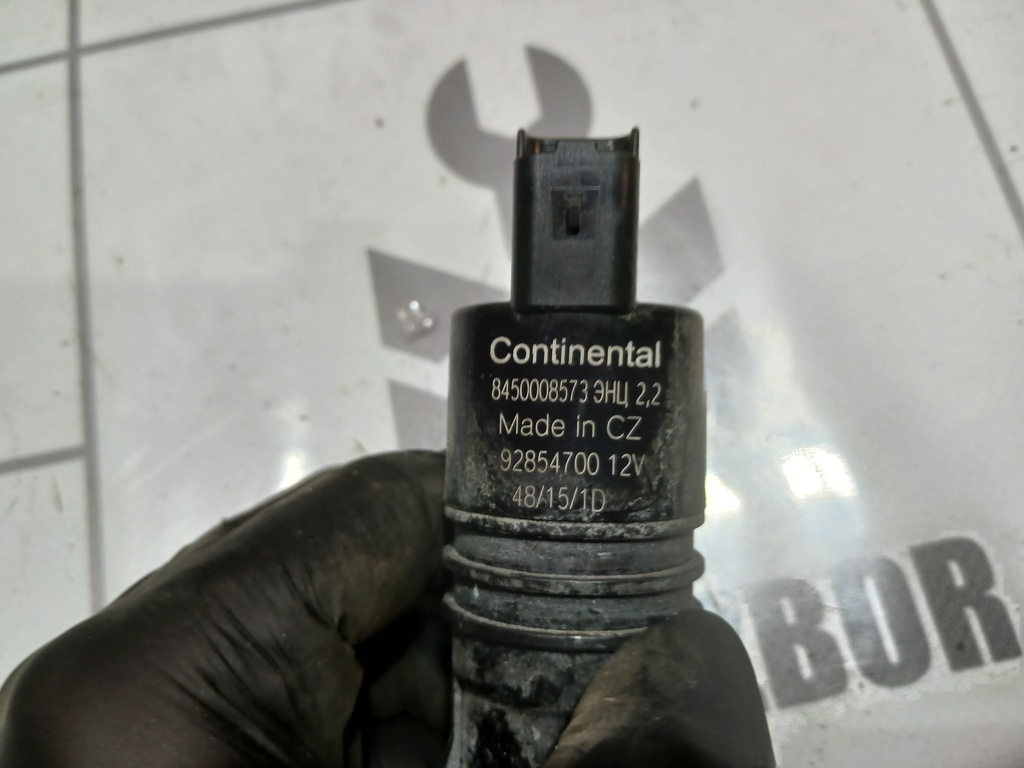 Continental
8450008573 ЭНЦ 2,2
Made in CZ
92854700 12V
48/15/1D
BOR